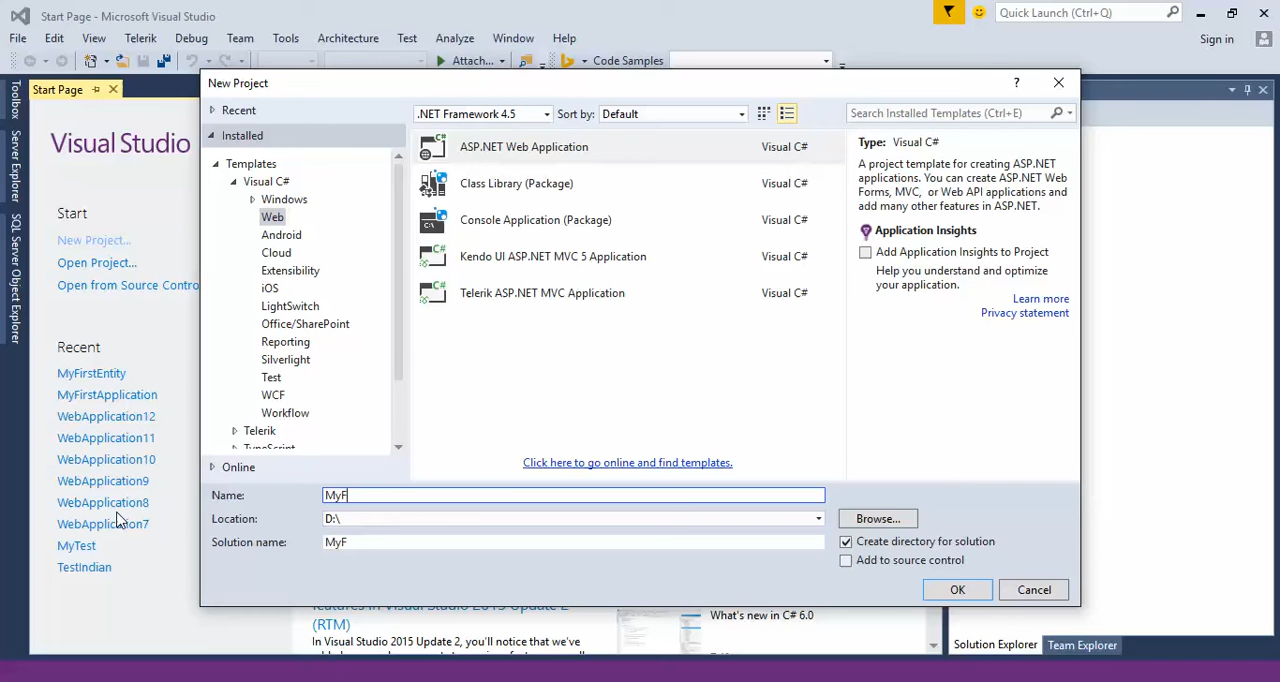 Start Page - Microsoft Visual Studio
Quick Launch (Ctrl+Q)
File Edit View Telerik Debug Team Tools Architecture Test Analyze Window Help
Sign in
Attach...
Code Samples
Toolbox
Server Explorer
SQL Server Object Explorer
Start Page
Visual Studio
Start
New Project...
Open Project...
Open from Source Contro
Recent
MyFirstEntity
MyFirstApplication
WebApplication12
WebApplication11
WebApplication10
WebApplication9
WebApplication8
WebApplication7
MyTest
TestIndian
New Project
?
Recent
Installed
Templates
Visual C#
Windows
Web
Android
Cloud
Extensibility
iOS
LightSwitch
Office/SharePoint
Reporting
Silverlight
Test
WCF
Workflow
Telerik
TypeScript
Online
.NET Framework 4.5
Sort by: Default
Search Installed Templates (Ctrl+E)
ASP.NET Web Application Visual C#
Class Library (Package) Visual C#
Console Application (Package) Visual C#
Kendo UI ASP.NET MVC 5 Application Visual C#
Telerik ASP.NET MVC Application Visual C#
Click here to go online and find templates.
Type: Visual C#
A project template for creating ASP.NET
applications. You can create ASP.NET Web
Forms, MVC, or Web API applications and
add many other features in ASP.NET.
Application Insights
Add Application Insights to Project
Help you understand and optimize
your application.
Learn more
Privacy statement
Name: MyF
Location: D:\
Browse...
Solution name: MyF
Create directory for solution
Add to source control
OK
Cancel
features in Visual Studio 2015 Update 2
(RTM)
In Visual Studio 2015 Update 2, you'll notice that we've
What's new in C# 6.0
Solution Explorer Team Explorer